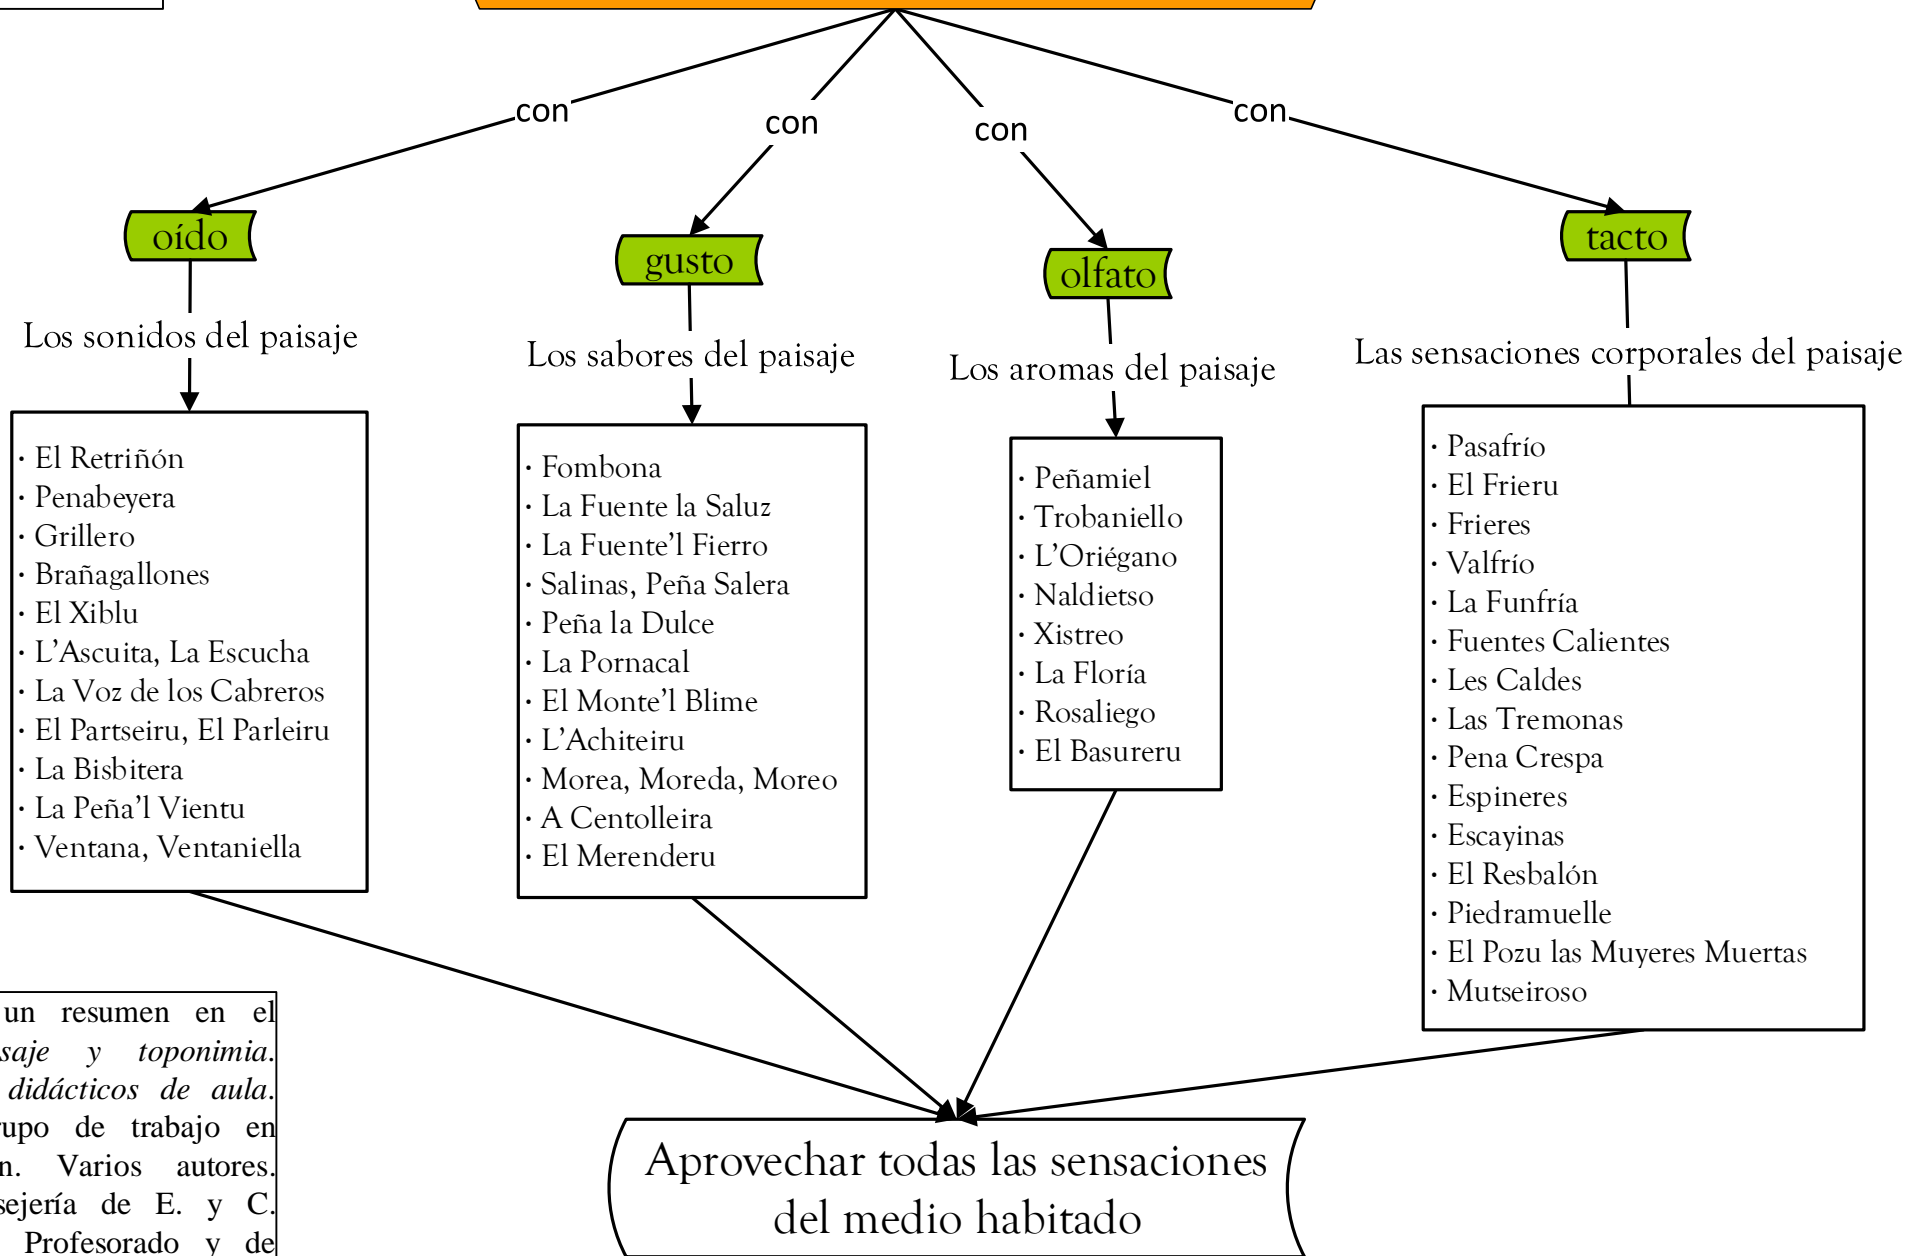 con
con
con
con
oído
gusto
olfato
tacto
Los sonidos del paisaje
Los sabores del paisaje
Los aromas del paisaje
Las sensaciones corporales del paisaje
· El Retriñón
· Penabeyera
· Grillero
· Brañagallones
· El Xiblu
· L’Ascuita, La Escucha
· La Voz de los Cabreros
· El Partseiru, El Parleiru
· La Bisbitera
· La Peña’l Vientu
· Ventana, Ventaniella
· Fombona
· La Fuente la Saluz
· La Fuente’l Fierro
· Salinas, Peña Salera
· Peña la Dulce
· La Pornacal
· El Monte’l Blime
· L’Achiteiru
· Morea, Moreda, Moreo
· A Centolleira
· El Merenderu
· Peñamiel
· Trobaniello
· L’Oriégano
· Naldietso
· Xistreo
· La Floría
· Rosaliego
· El Basureru
· Pasafrío
· El Frieru
· Frieres
· Valfrío
· La Funfría
· Fuentes Calientes
· Les Caldes
· Las Tremonas
· Pena Crespa
· Espineres
· Escayinas
· El Resbalón
· Piedramuelle
· El Pozu las Muyeres Muertas
· Mutseiroso
un resumen en el
saje y toponimia.
didácticos de aula.
rupo de trabajo en
n. Varios autores.
sejería de E. y C.
Profesorado y de
Aprovechar todas las sensaciones
del medio habitado